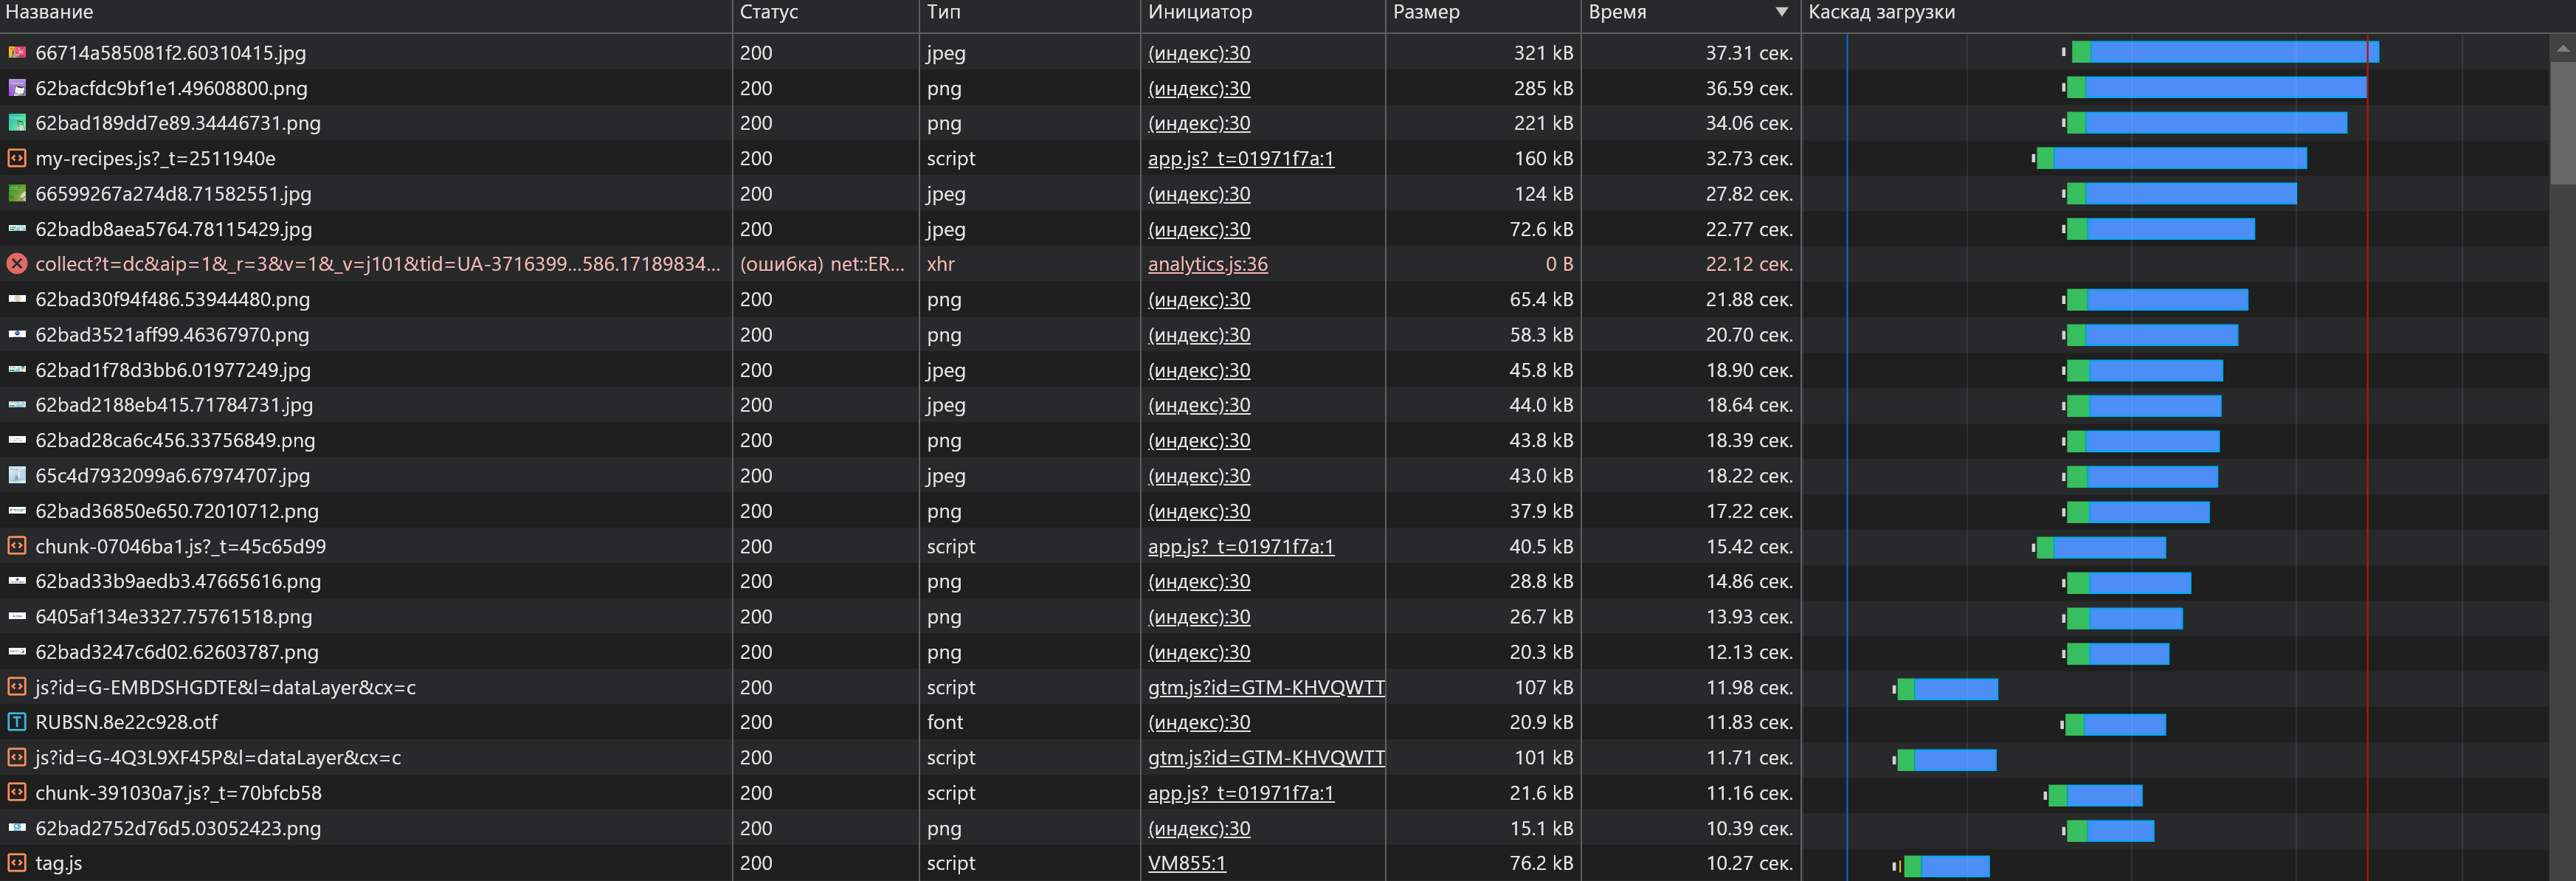 Название Статус Тип Инициатор Размер Время Каскад загрузки
66714a585081f2.60310415.jpg 200 jpeg (индекс):30 321 kB 37.31 сек.
62bacfdc9bf1e1.49608800.png 200 png (индекс):30 285 kB 36.59 сек.
62bad189dd7e89.34446731.png 200 png (индекс):30 221 kB 34.06 сек.
my-recipes.js?_t=2511940e 200 script app.js?_t=01971f7a:1 160 kB 32.73 сек.
66599267a274d8.71582551.jpg 200 jpeg (индекс):30 124 kB 27.82 сек.
62badb8aea5764.78115429.jpg 200 jpeg (индекс):30 72.6 kB 22.77 сек.
collect?t=dc&aip=1&_r=3&v=1&_v=j101&tid=UA-3716399...586.17189834... (ошибка) net::ER... xhr analytics.js:36 0 B 22.12 сек.
62bad30f94f486.53944480.png 200 png (индекс):30 65.4 kB 21.88 сек.
62bad3521aff99.46367970.png 200 png (индекс):30 58.3 kB 20.70 сек.
62bad1f78d3bb6.01977249.jpg 200 jpeg (индекс):30 45.8 kB 18.90 сек.
62bad2188eb415.71784731.jpg 200 jpeg (индекс):30 44.0 kB 18.64 сек.
62bad28ca6c456.33756849.png 200 png (индекс):30 43.8 kB 18.39 сек.
65c4d7932099a6.67974707.jpg 200 jpeg (индекс):30 43.0 kB 18.22 сек.
62bad36850e650.72010712.png 200 png (индекс):30 37.9 kB 17.22 сек.
chunk-07046ba1.js?_t=45c65d99 200 script app.js?_t=01971f7a:1 40.5 kB 15.42 сек.
62bad33b9aedb3.47665616.png 200 png (индекс):30 28.8 kB 14.86 сек.
6405af134e3327.75761518.png 200 png (индекс):30 26.7 kB 13.93 сек.
62bad3247c6d02.62603787.png 200 png (индекс):30 20.3 kB 12.13 сек.
js?id=G-EMBDSHGDTE&l=dataLayer&cx=c 200 script gtm.js?id=GTM-KHVQWTT 107 kB 11.98 сек.
RUBSN.8e22c928.otf 200 font (индекс):30 20.9 kB 11.83 сек.
js?id=G-4Q3L9XF45P&l=dataLayer&cx=c 200 script gtm.js?id=GTM-KHVQWTT 101 kB 11.71 сек.
chunk-391030a7.js?_t=70bfcb58 200 script app.js?_t=01971f7a:1 21.6 kB 11.16 сек.
62bad2752d76d5.03052423.png 200 png (индекс):30 15.1 kB 10.39 сек.
tag.js 200 script VM855:1 76.2 kB 10.27 сек.